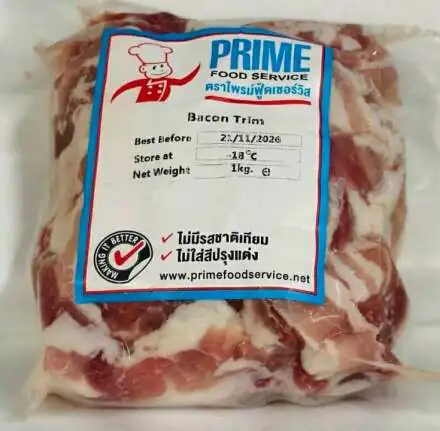 PRIME
FOOD SERVICE
ตราไพรม์ฟู้ดเซอร์วิส
Bacon Trim
Best Before 21/11/2026
Store at -18°C
Net Weight 1kg. ℮
MAKING IT BETTER
✓ ไม่มีรสชาติเทียม
✓ ไม่ใส่สีปรุงแต่ง
www.primefoodservice.net